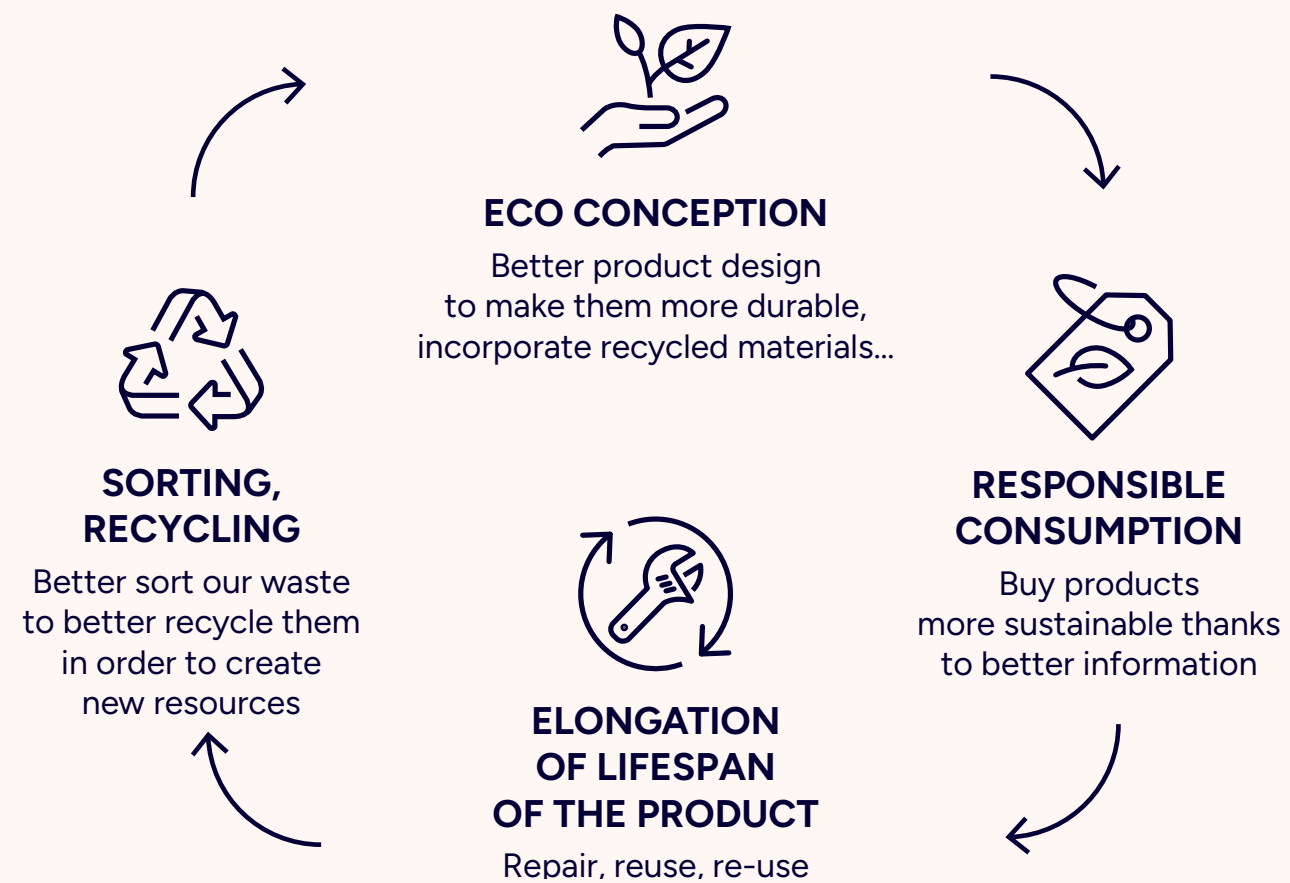 ECO CONCEPTION
Better product design
to make them more durable,
incorporate recycled materials...
RESPONSIBLE
CONSUMPTION
Buy products
more sustainable thanks
to better information
ELONGATION
OF LIFESPAN
OF THE PRODUCT
Repair, reuse, re-use
SORTING,
RECYCLING
Better sort our waste
to better recycle them
in order to create
new resources